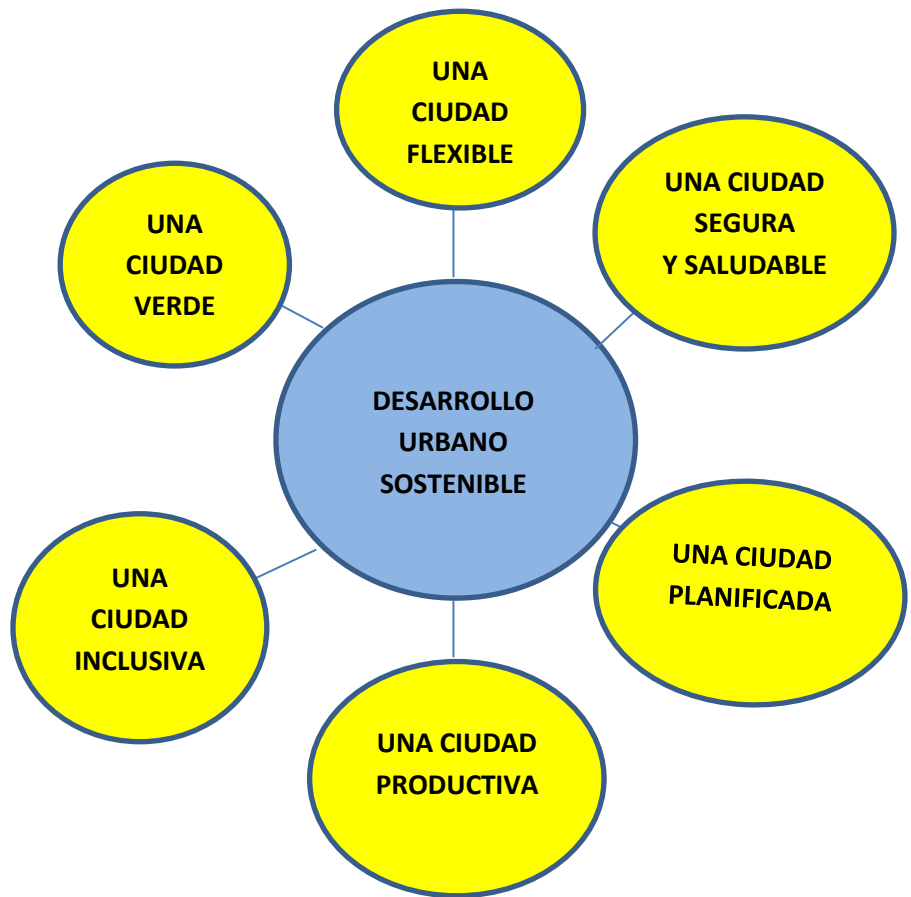 UNA
CIUDAD
FLEXIBLE
UNA CIUDAD
SEGURA
Y SALUDABLE
UNA
CIUDAD
VERDE
DESARROLLO
URBANO
SOSTENIBLE
UNA CIUDAD
PLANIFICADA
UNA
CIUDAD
INCLUSIVA
UNA CIUDAD
PRODUCTIVA